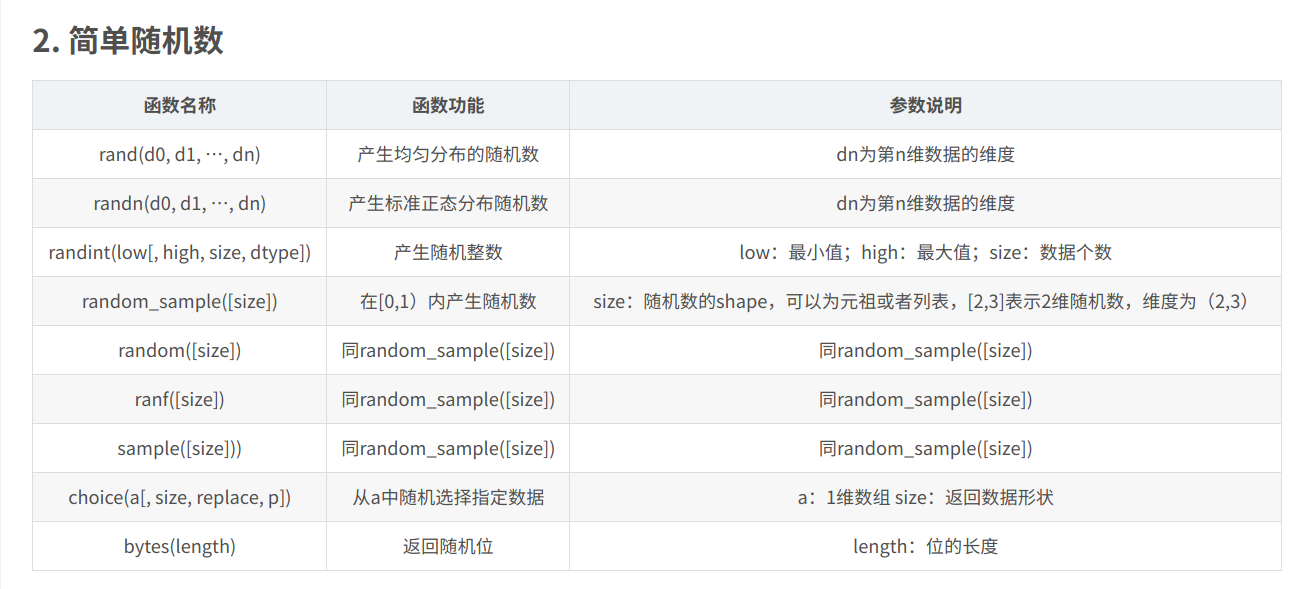 2. 简单随机数
函数名称 函数功能 参数说明
rand(d0, d1, …, dn) 产生均匀分布的随机数 dn为第n维数据的维度
randn(d0, d1, …, dn) 产生标准正态分布随机数 dn为第n维数据的维度
randint(low[, high, size, dtype]) 产生随机整数 low：最小值；high：最大值；size：数据个数
random_sample([size]) 在[0,1）内产生随机数 size：随机数的shape，可以为元祖或者列表，[2,3]表示2维随机数，维度为（2,3）
random([size]) 同random_sample([size]) 同random_sample([size])
ranf([size]) 同random_sample([size]) 同random_sample([size])
sample([size])) 同random_sample([size]) 同random_sample([size])
choice(a[, size, replace, p]) 从a中随机选择指定数据 a：1维数组 size：返回数据形状
bytes(length) 返回随机位 length：位的长度